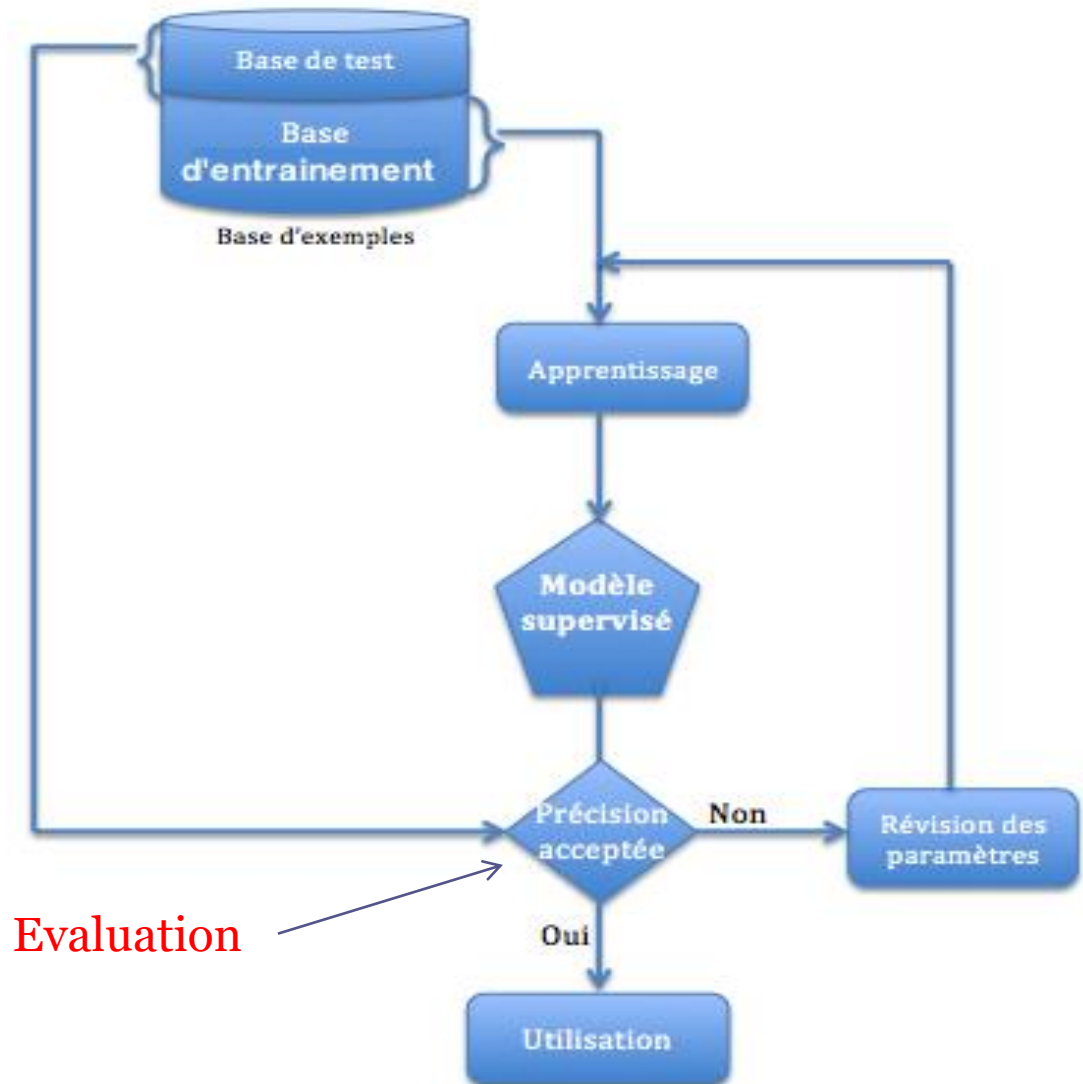 Base de test
Base
d'entrainement
Base d'exemples
Apprentissage
Modèle
supervisé
Précision
acceptée
Non
Révision des
paramètres
Evaluation
Oui
Utilisation